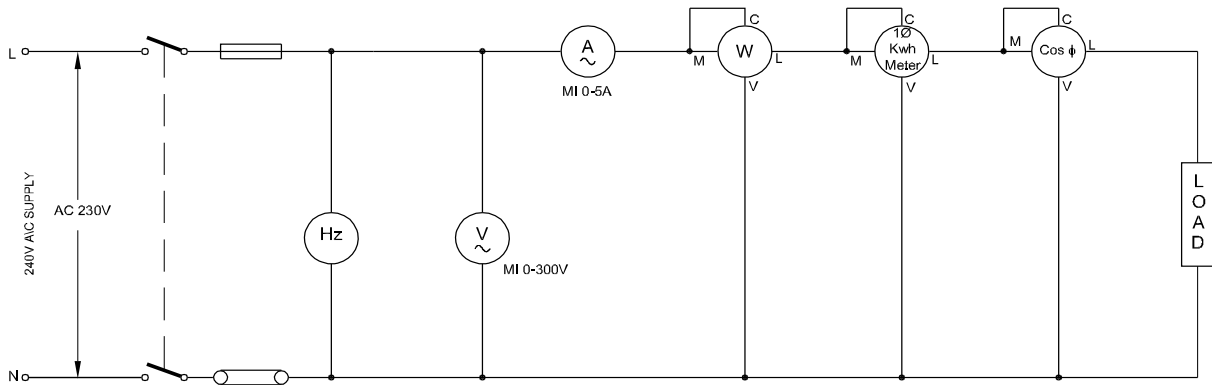 L
N
240V A\C SUPPLY
AC 230V
Hz
V
MI 0-300V
A
MI 0-5A
C
M
W
L
V
C
1Ø
Kwh
Meter
M
L
V
C
M
Cos ϕ
L
V
L
O
A
D